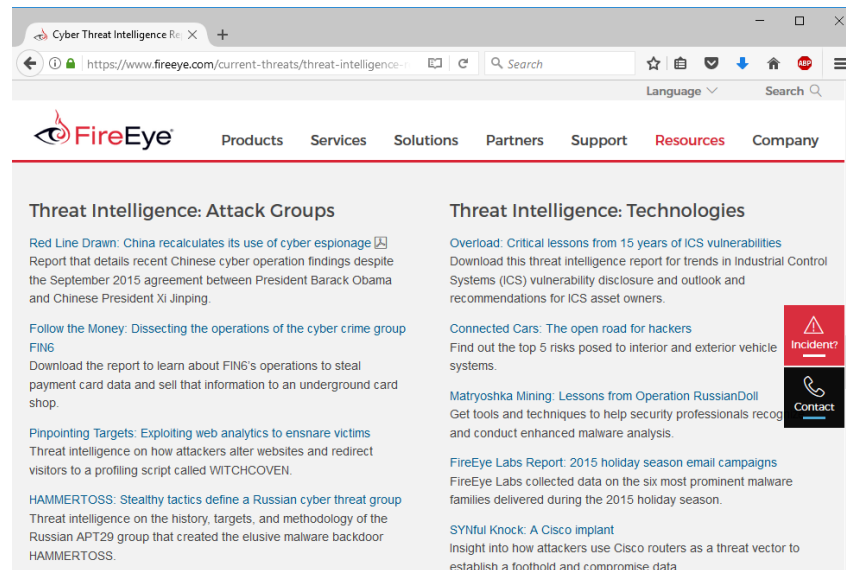 Cyber Threat Intelligence Re
https://www.fireeye.com/current-threats/threat-intelligence-
Search
ABP
Language
Search
FireEye
Products Services Solutions Partners Support Resources Company
Threat Intelligence: Attack Groups
Red Line Drawn: China recalculates its use of cyber espionage
Report that details recent Chinese cyber operation findings despite
the September 2015 agreement between President Barack Obama
and Chinese President Xi Jinping.
Follow the Money: Dissecting the operations of the cyber crime group
FIN6
Download the report to learn about FIN6's operations to steal
payment card data and sell that information to an underground card
shop.
Pinpointing Targets: Exploiting web analytics to ensnare victims
Threat intelligence on how attackers alter websites and redirect
visitors to a profiling script called WITCHCOVEN.
HAMMERTOSS: Stealthy tactics define a Russian cyber threat group
Threat intelligence on the history, targets, and methodology of the
Russian APT29 group that created the elusive malware backdoor
HAMMERTOSS.
Threat Intelligence: Technologies
Overload: Critical lessons from 15 years of ICS vulnerabilities
Download this threat intelligence report for trends in Industrial Control
Systems (ICS) vulnerability disclosure and outlook and
recommendations for ICS asset owners.
Connected Cars: The open road for hackers
Find out the top 5 risks posed to interior and exterior vehicle
systems.
Matryoshka Mining: Lessons from Operation RussianDoll
Get tools and techniques to help security professionals recog
and conduct enhanced malware analysis.
FireEye Labs Report: 2015 holiday season email campaigns
FireEye Labs collected data on the six most prominent malware
families delivered during the 2015 holiday season.
SYNful Knock: A Cisco implant
Insight into how attackers use Cisco routers as a threat vector to
establish a foothold and compromise data.
Incident?
Contact